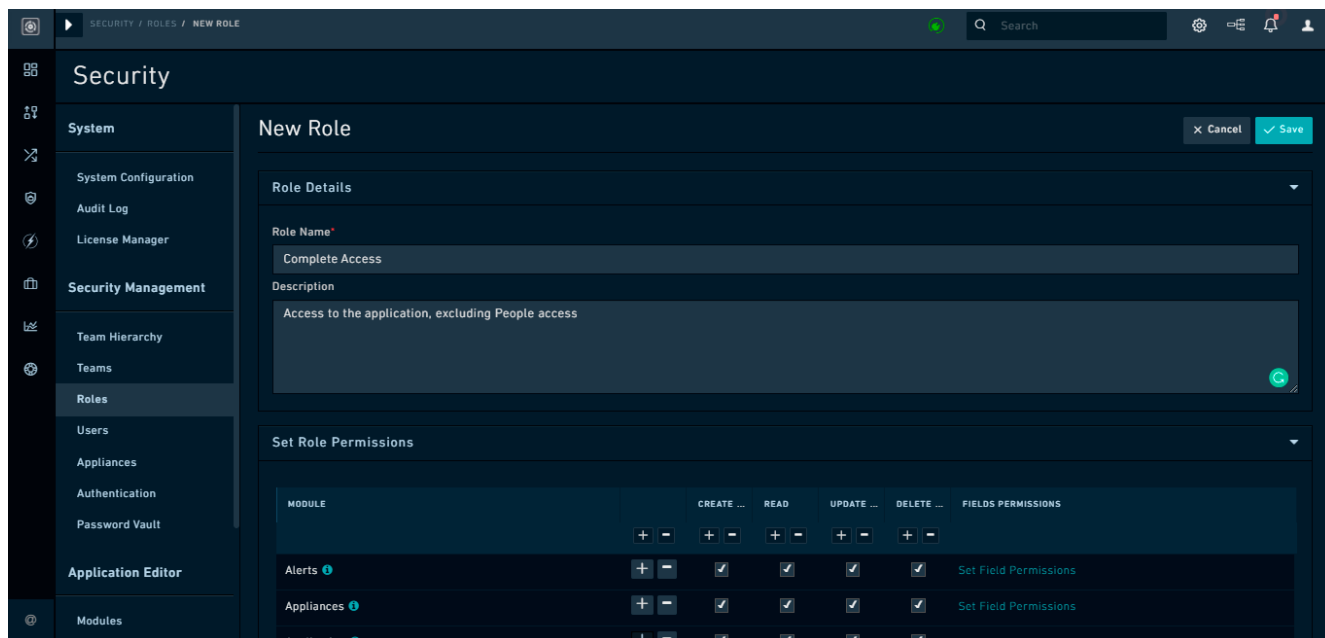 SECURITY / ROLES / NEW ROLE
Search
Security
System
System Configuration
Audit Log
License Manager
Security Management
Team Hierarchy
Teams
Roles
Users
Appliances
Authentication
Password Vault
Application Editor
Modules
@
New Role
× Cancel
Save
Role Details
Role Name*
Complete Access
Description
Access to the application, excluding People access
Set Role Permissions
MODULE CREATE ... READ UPDATE ... DELETE ... FIELDS PERMISSIONS
+ - + - + - + - + -
Alerts + - Set Field Permissions
Appliances + - Set Field Permissions